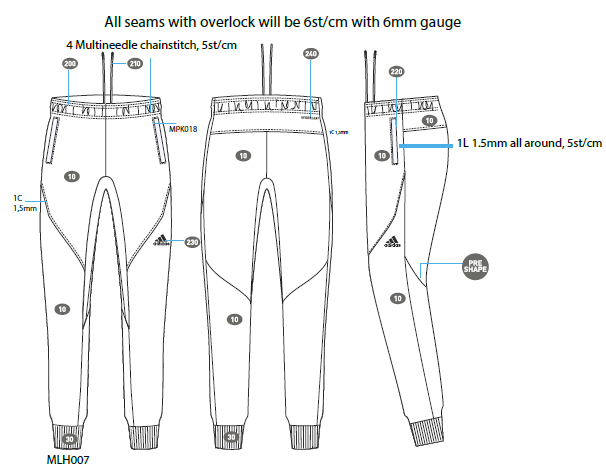 All seams with overlock will be 6st/cm with 6mm gauge
4 Multineedle chainstitch, 5st/cm
200
210
240
220
MPK018
1C 1,5mm
10
10
10
10
1L 1.5mm all around, 5st/cm
1C
1,5mm
adidas
230
adidas
PRE
SHAPE
10
10
10
30
30
MLH007